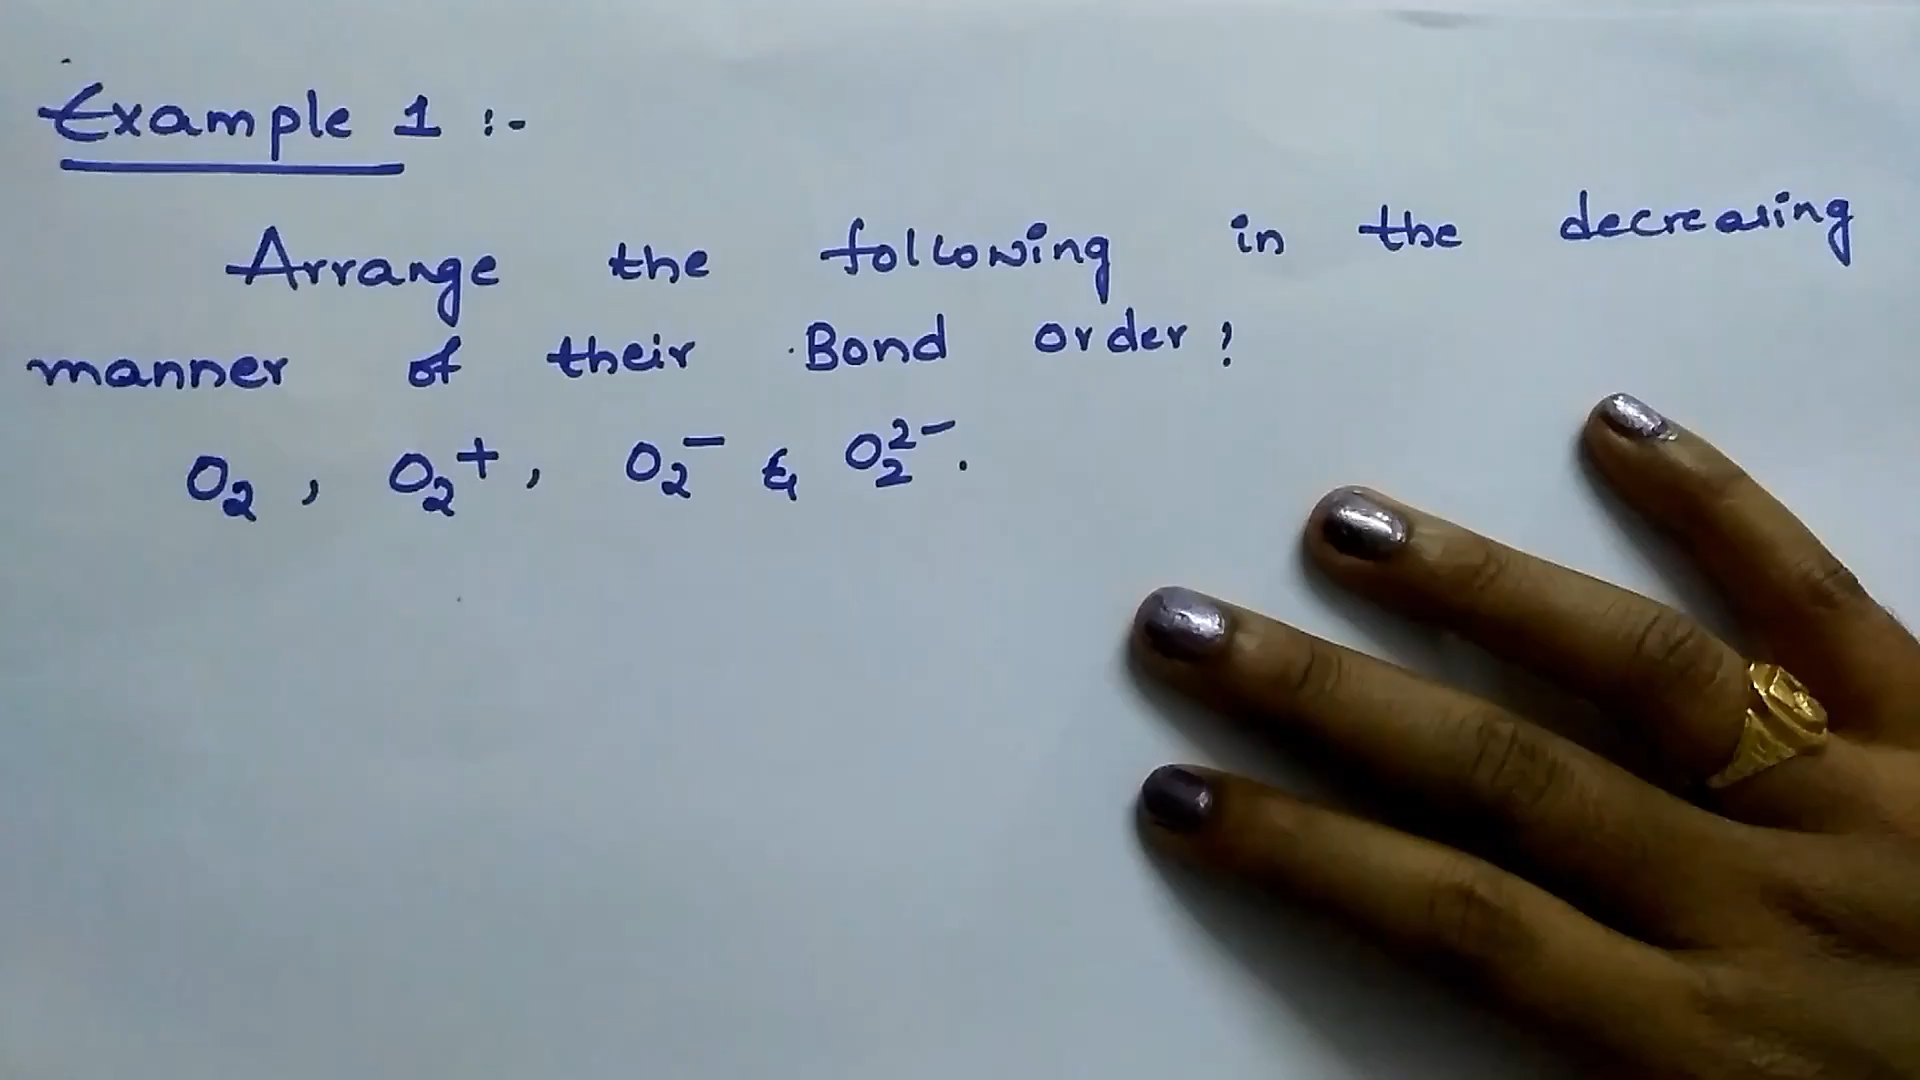 Example 1 :-
Arrange the following in the decreasing
manner of their Bond order?
O₂ , O₂⁺ , O₂⁻ & O₂²⁻.